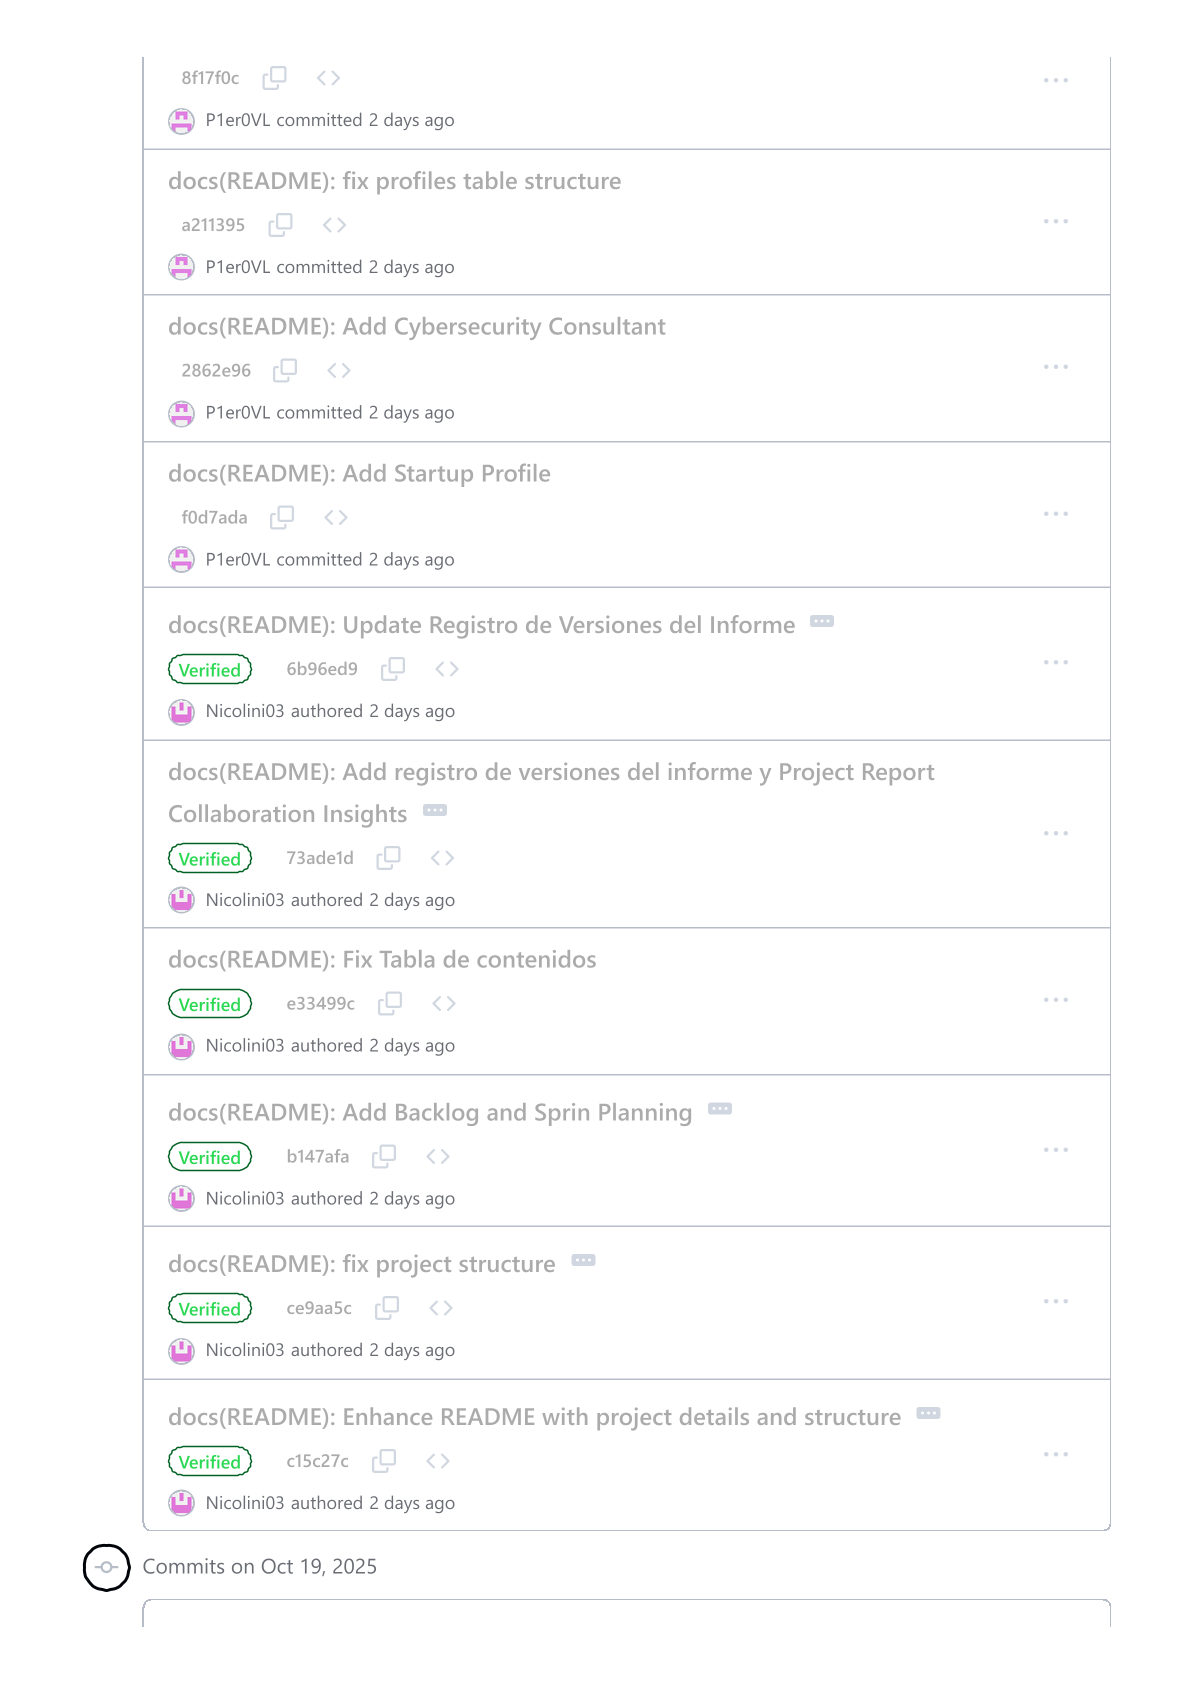 8f17f0c
P1er0VL committed 2 days ago
docs(README): fix profiles table structure
a211395
P1er0VL committed 2 days ago
docs(README): Add Cybersecurity Consultant
2862e96
P1er0VL committed 2 days ago
docs(README): Add Startup Profile
f0d7ada
P1er0VL committed 2 days ago
docs(README): Update Registro de Versiones del Informe
Verified 6b96ed9
Nicolini03 authored 2 days ago
docs(README): Add registro de versiones del informe y Project Report
Collaboration Insights
Verified 73ade1d
Nicolini03 authored 2 days ago
docs(README): Fix Tabla de contenidos
Verified e33499c
Nicolini03 authored 2 days ago
docs(README): Add Backlog and Sprin Planning
Verified b147afa
Nicolini03 authored 2 days ago
docs(README): fix project structure
Verified ce9aa5c
Nicolini03 authored 2 days ago
docs(README): Enhance README with project details and structure
Verified c15c27c
Nicolini03 authored 2 days ago
Commits on Oct 19, 2025